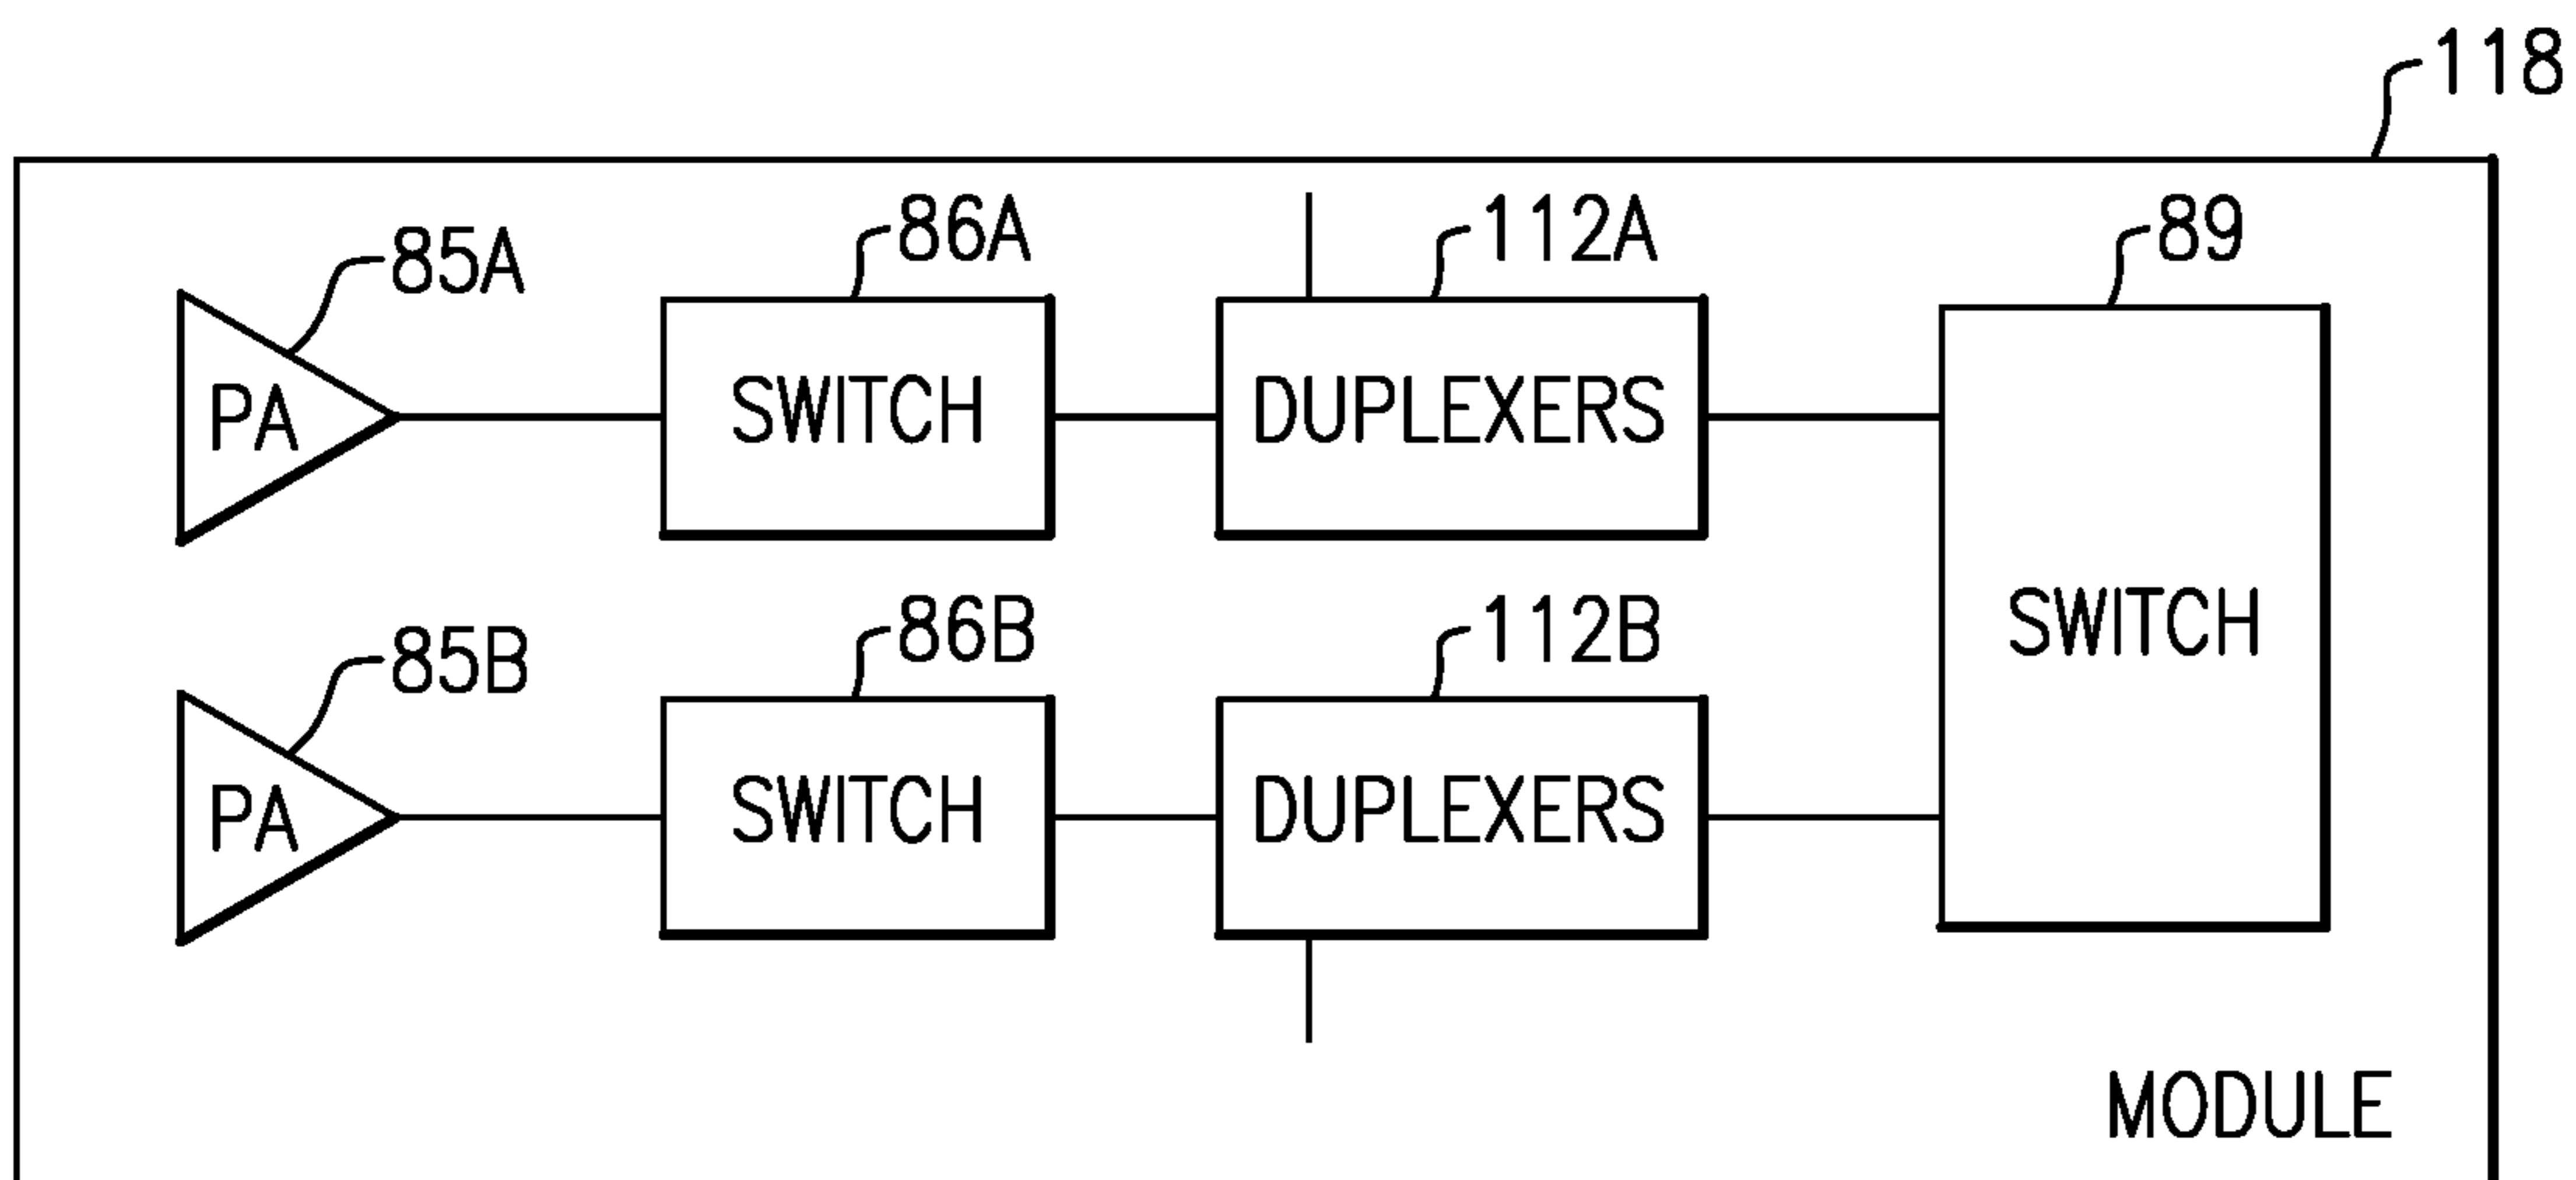 118
85A
86A
112A
89
PA
SWITCH
DUPLEXERS
SWITCH
85B
86B
112B
PA
SWITCH
DUPLEXERS
MODULE